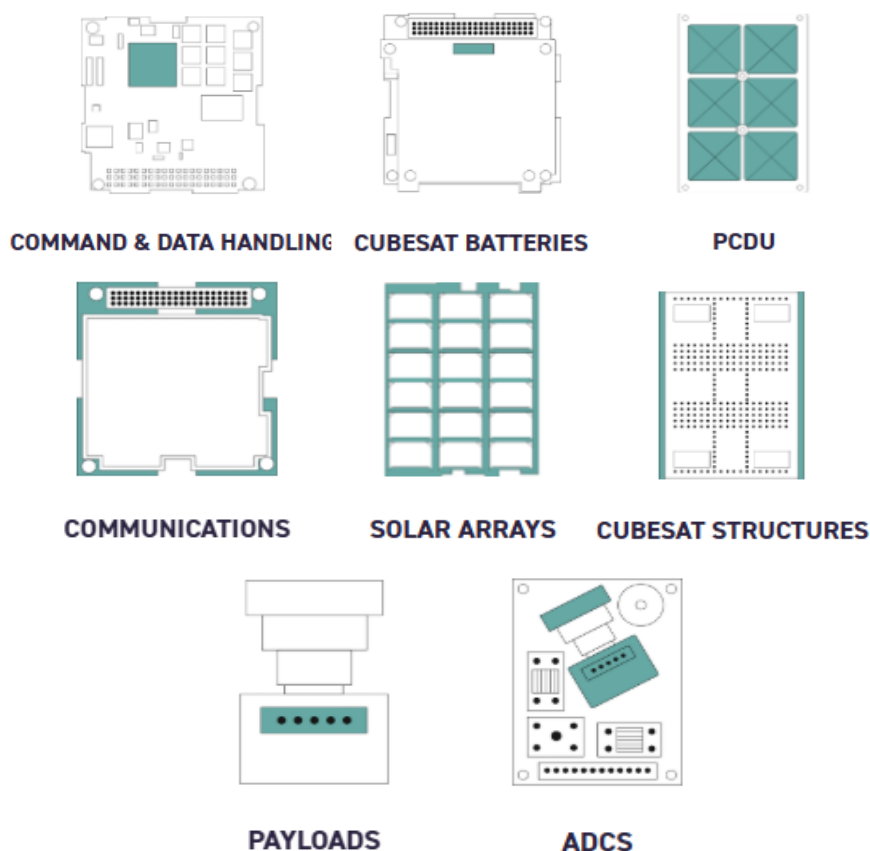 COMMAND & DATA HANDLING
CUBESAT BATTERIES
PCDU
COMMUNICATIONS
SOLAR ARRAYS
CUBESAT STRUCTURES
PAYLOADS
ADCS